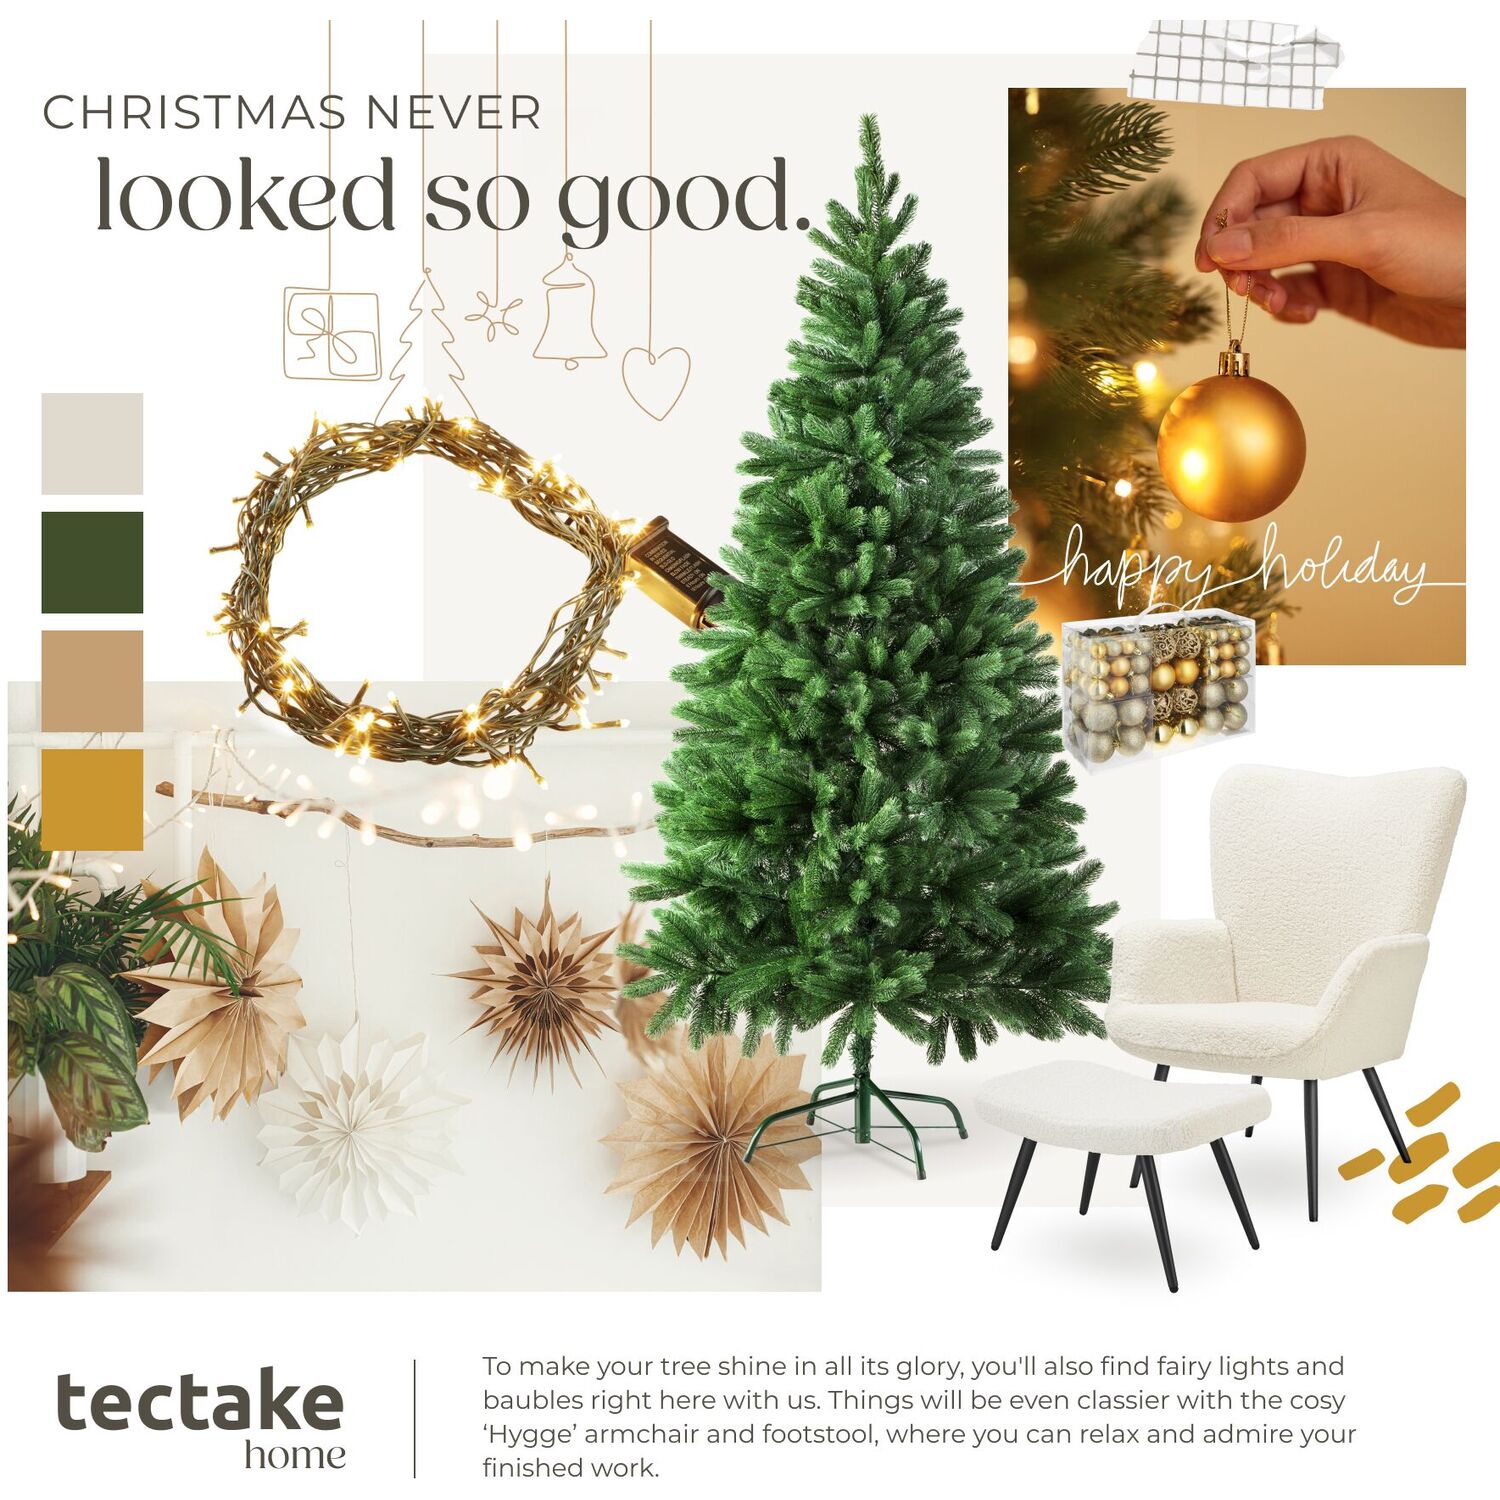 CHRISTMAS NEVER
looked so good.
happy holiday
tectake
home
To make your tree shine in all its glory, you'll also find fairy lights and
baubles right here with us. Things will be even classier with the cosy
‘Hygge’ armchair and footstool, where you can relax and admire your
finished work.